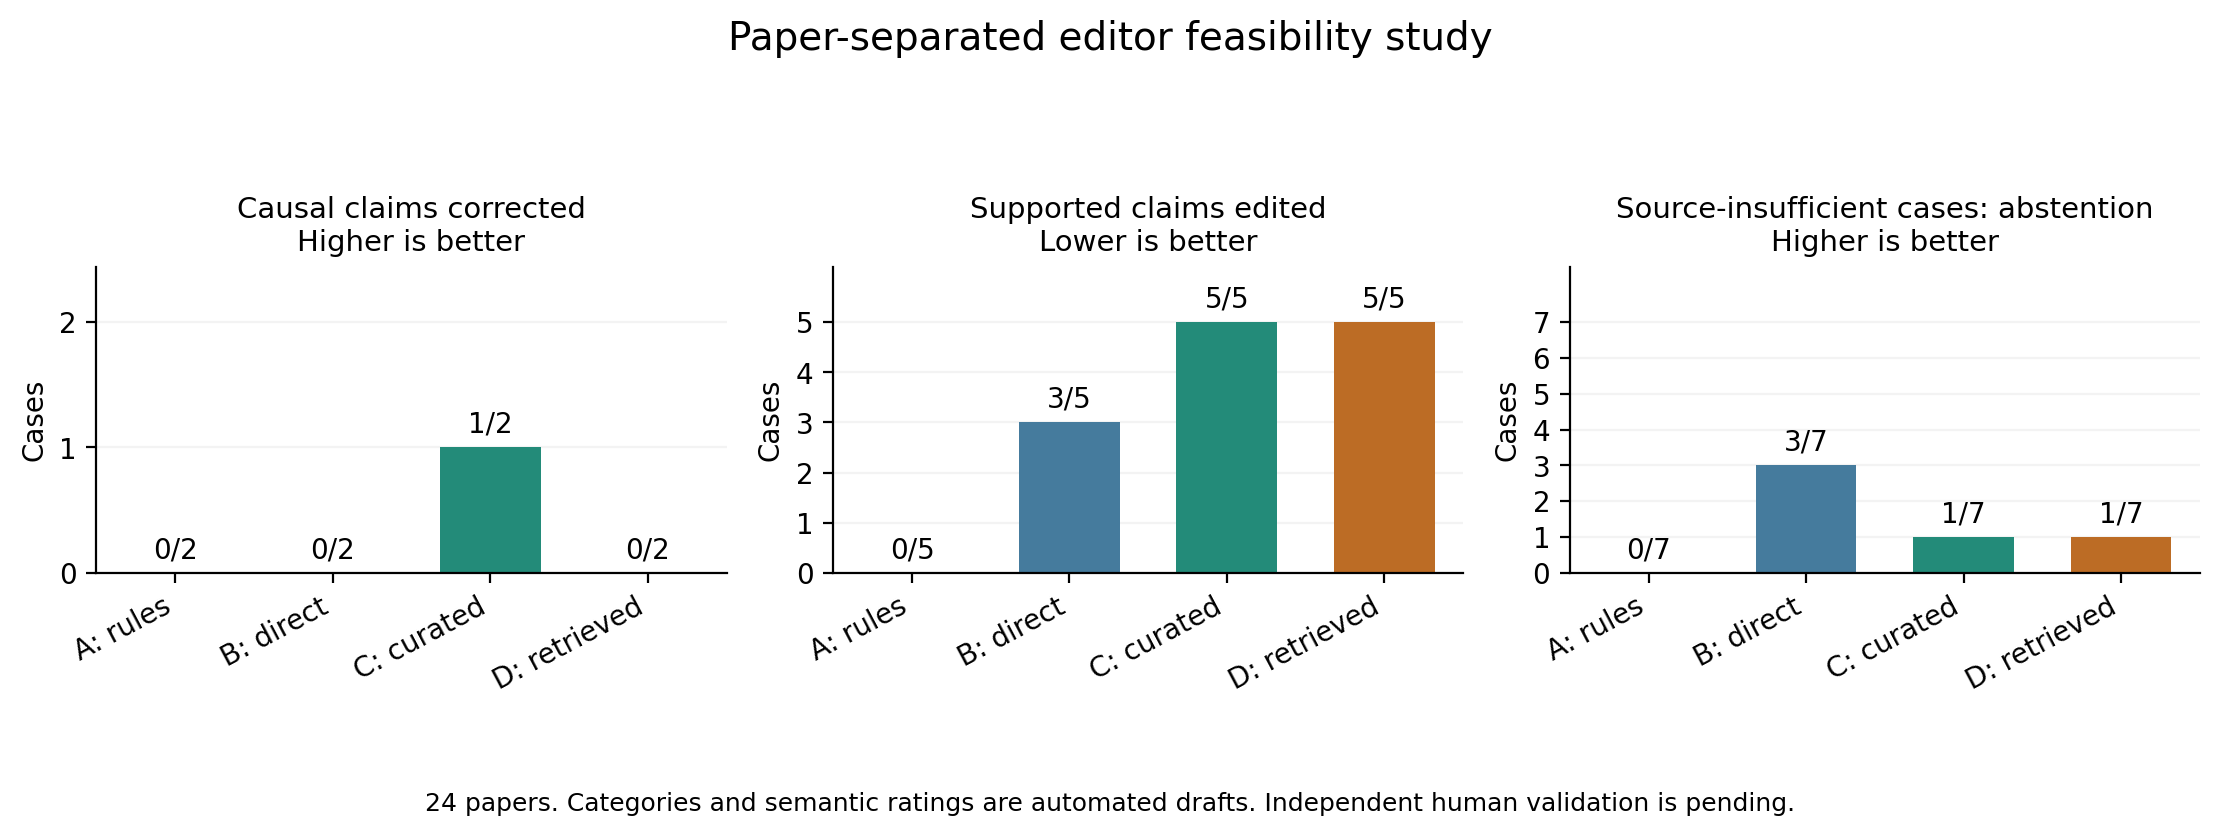 Paper-separated editor feasibility study
Causal claims corrected
Higher is better
Cases
2
1
0
0/2
0/2
1/2
0/2
A: rules
B: direct
C: curated
D: retrieved
Supported claims edited
Lower is better
Cases
5
4
3
2
1
0
0/5
3/5
5/5
5/5
A: rules
B: direct
C: curated
D: retrieved
Source-insufficient cases: abstention
Higher is better
Cases
7
6
5
4
3
2
1
0
0/7
3/7
1/7
1/7
A: rules
B: direct
C: curated
D: retrieved
24 papers. Categories and semantic ratings are automated drafts. Independent human validation is pending.